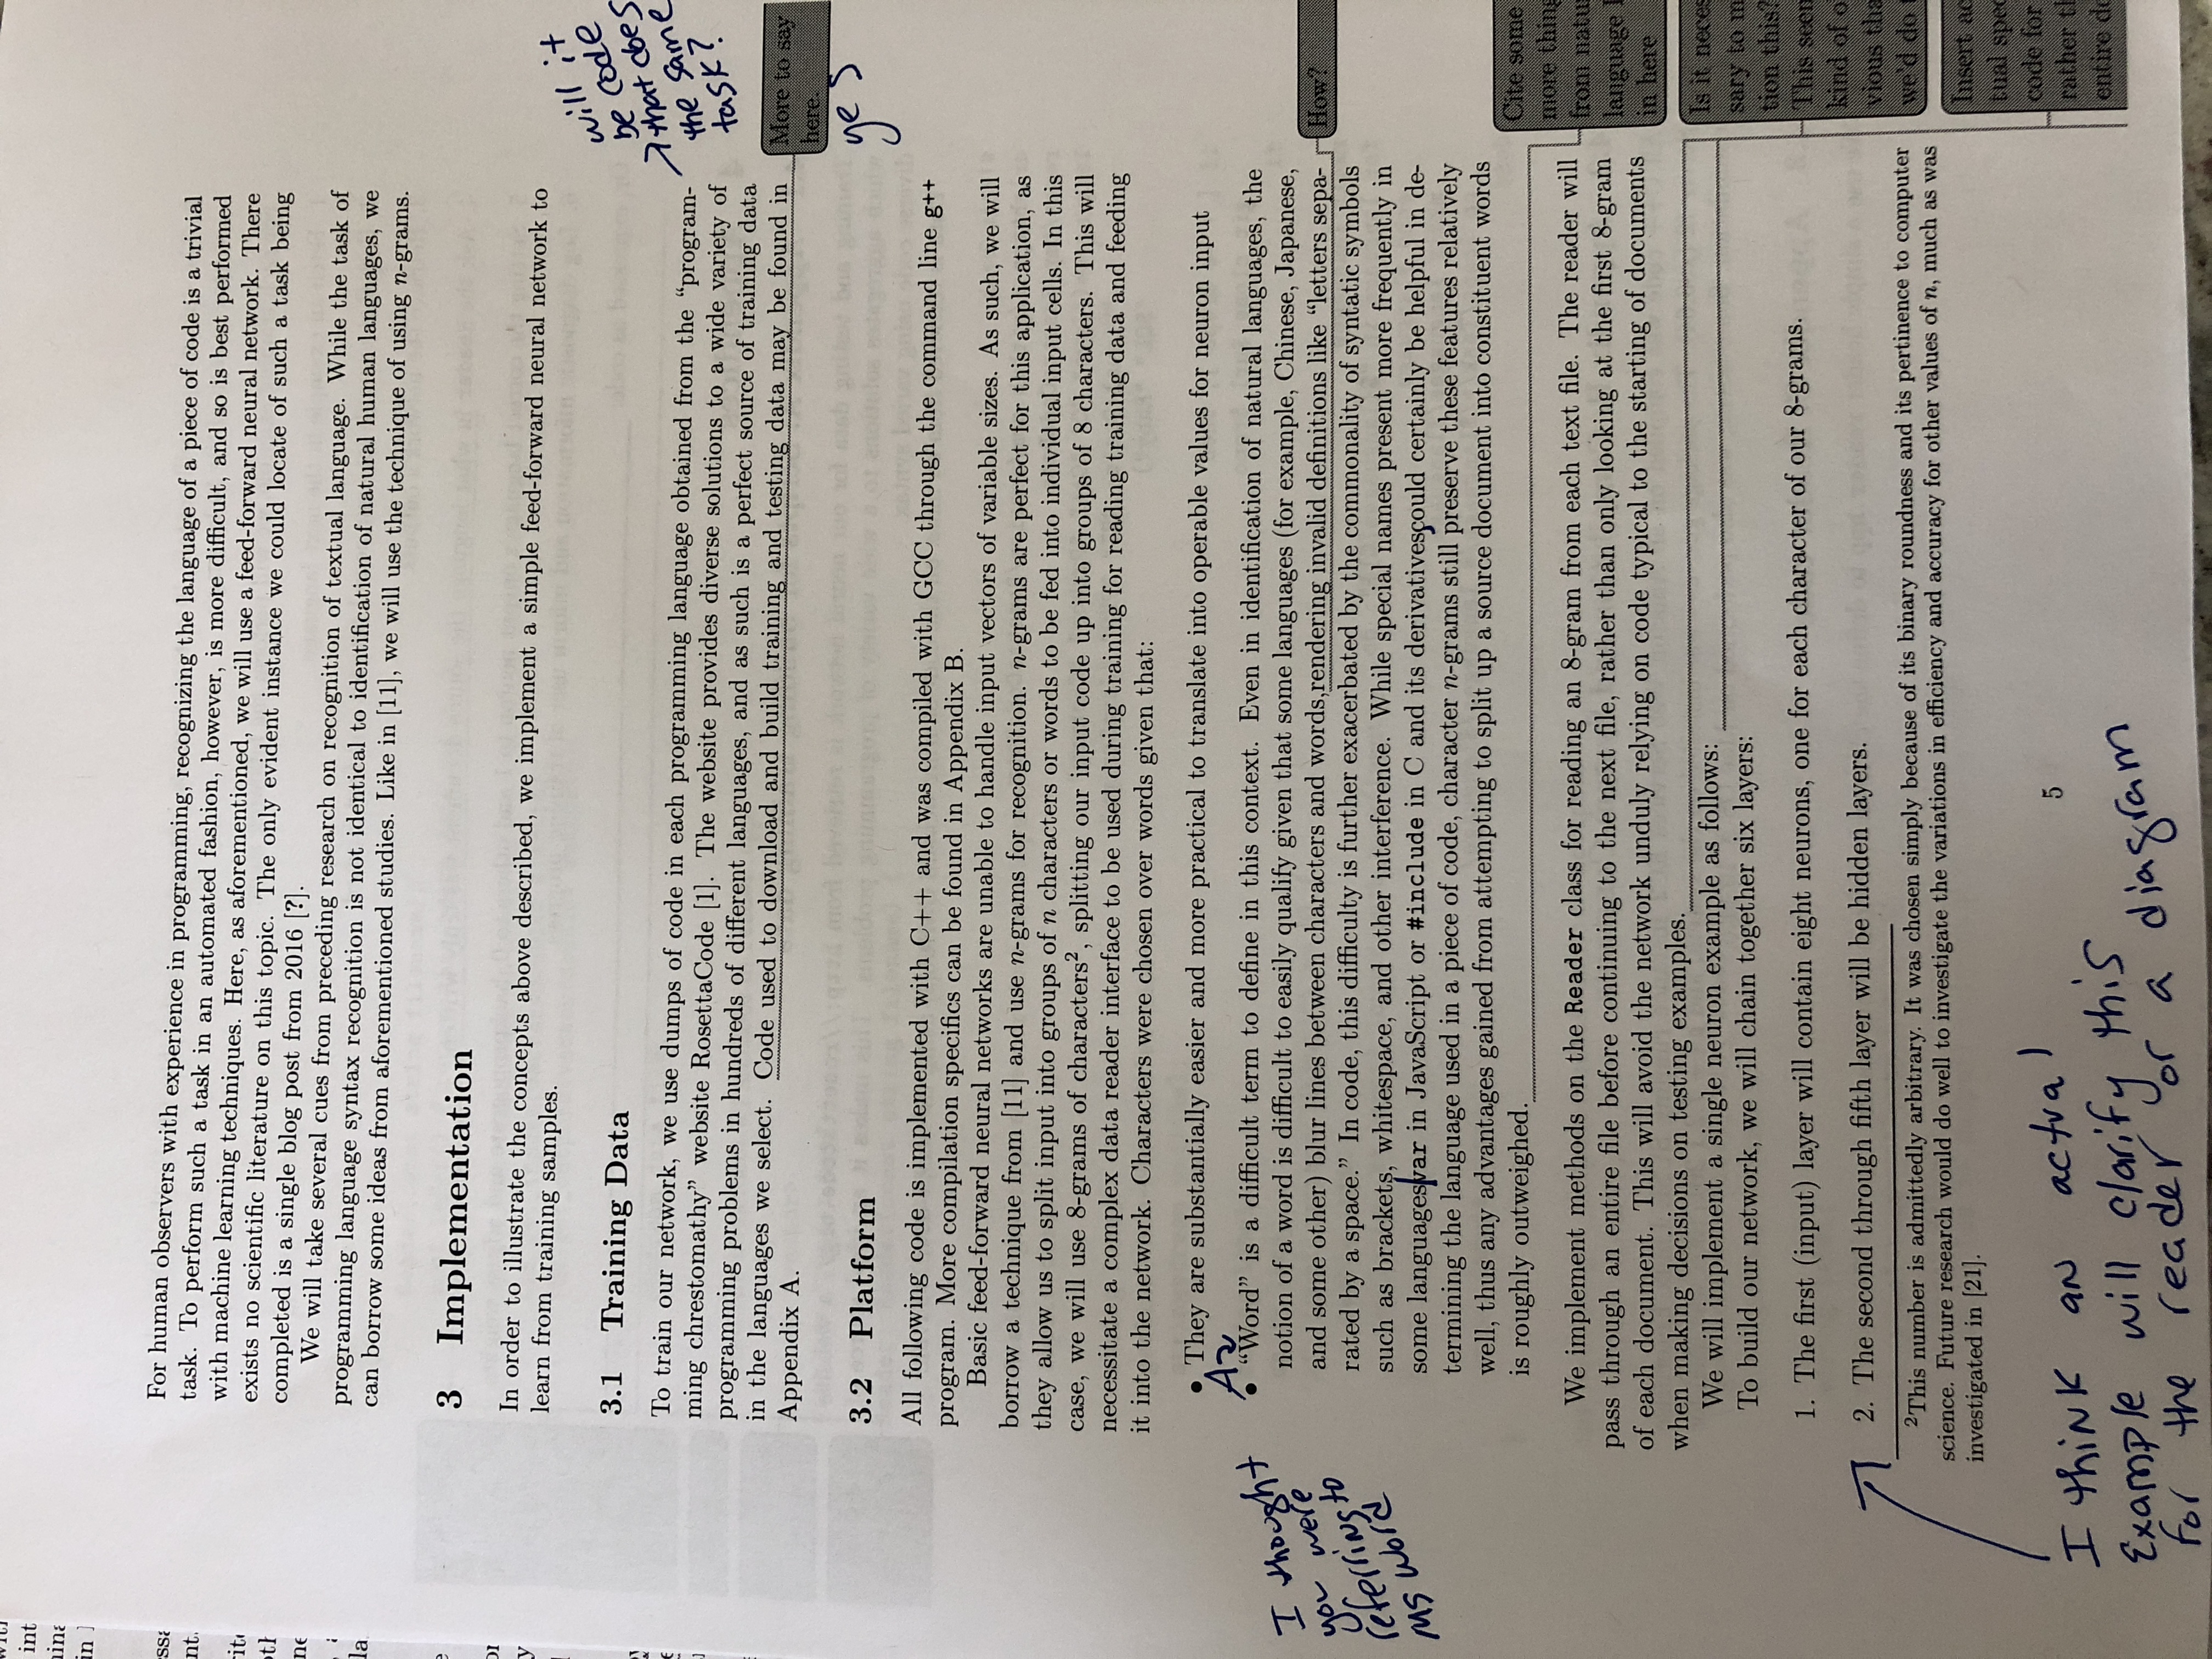 For human observers with experience in programming, recognizing the language of a piece of code is a trivial
task. To perform such a task in an automated fashion, however, is more difficult, and so is best performed
with machine learning techniques. Here, as aforementioned, we will use a feed-forward neural network. There
exists no scientific literature on this topic. The only evident instance we could locate of such a task being
completed is a single blog post from 2016 [?].
We will take several cues from preceding research on recognition of textual language. While the task of
programming language syntax recognition is not identical to identification of natural human languages, we
can borrow some ideas from aforementioned studies. Like in [11], we will use the technique of using n-grams.
3 Implementation
In order to illustrate the concepts above described, we implement a simple feed-forward neural network to
learn from training samples.
will it
be code
that does
the same
task?
3.1 Training Data
To train our network, we use dumps of code in each programming language obtained from the “program-
ming chrestomathy” website RosettaCode [1]. The website provides diverse solutions to a wide variety of
programming problems in hundreds of different languages, and as such is a perfect source of training data
in the languages we select. Code used to download and build training and testing data may be found in
Appendix A.
More to say
here.
yes
3.2 Platform
All following code is implemented with C++ and was compiled with GCC through the command line g++
program. More compilation specifics can be found in Appendix B.
Basic feed-forward neural networks are unable to handle input vectors of variable sizes. As such, we will
borrow a technique from [11] and use n-grams for recognition. n-grams are perfect for this application, as
they allow us to split input into groups of n characters or words to be fed into individual input cells. In this
case, we will use 8-grams of characters², splitting our input code up into groups of 8 characters. This will
necessitate a complex data reader interface to be used during training for reading training data and feeding
it into the network. Characters were chosen over words given that:
• They are substantially easier and more practical to translate into operable values for neuron input
• “Word” is a difficult term to define in this context. Even in identification of natural languages, the
notion of a word is difficult to easily qualify given that some languages (for example, Chinese, Japanese,
and some other) blur lines between characters and words,rendering invalid definitions like “letters sepa-
rated by a space.” In code, this difficulty is further exacerbated by the commonality of syntatic symbols
such as brackets, whitespace, and other interference. While special names present more frequently in
some languages var in JavaScript or #include in C and its derivatives could certainly be helpful in de-
termining the language used in a piece of code, character n-grams still preserve these features relatively
well, thus any advantages gained from attempting to split up a source document into constituent words
is roughly outweighed.
I thought
you were
referring to
MS Word
How?
Cite some
more thing
from natu
language
in here
We implement methods on the Reader class for reading an 8-gram from each text file. The reader will
pass through an entire file before continuing to the next file, rather than only looking at the first 8-gram
of each document. This will avoid the network unduly relying on code typical to the starting of documents
when making decisions on testing examples.
We will implement a single neuron example as follows:
To build our network, we will chain together six layers:
1. The first (input) layer will contain eight neurons, one for each character of our 8-grams.
2. The second through fifth layer will be hidden layers.
Is it neces
sary to m
tion this?
This seem
kind of o
vious tha
we'd do
Insert ac
tual spec
code for
rather th
entire do
²This number is admittedly arbitrary. It was chosen simply because of its binary roundness and its pertinence to computer
science. Future research would do well to investigate the variations in efficiency and accuracy for other values of n, much as was
investigated in [21].
5
I think an actual
Example will clarify this
for the reader or a diagram